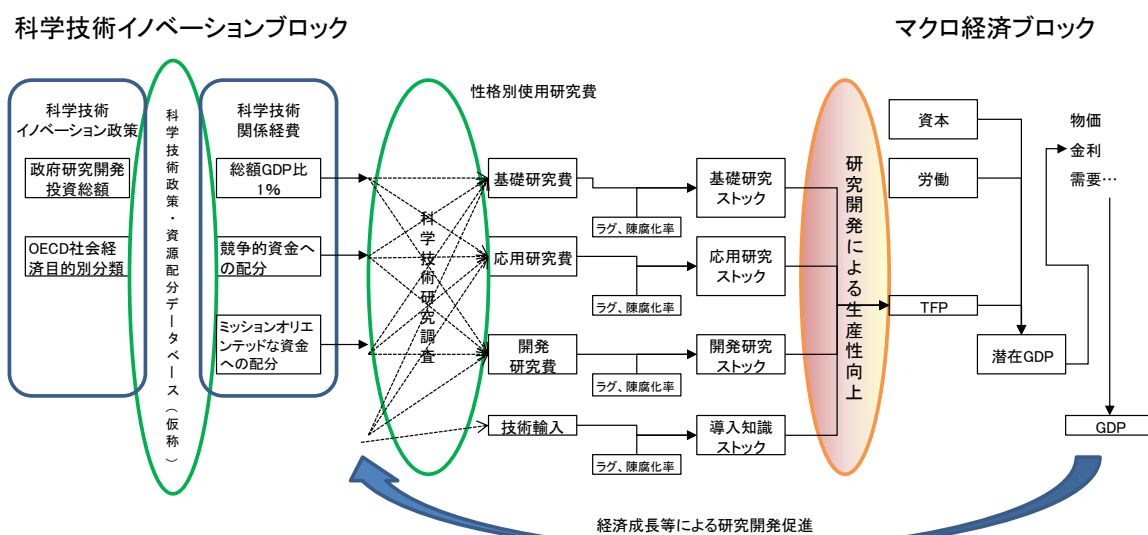 科学技術イノベーションブロック
マクロ経済ブロック
科学技術
イノベーション政策
政府研究開発
投資総額
OECD社会経
済目的別分類
科学技術政策・資源配分データベース(仮称)
科学技術
関係経費
総額GDP比
1%
競争的資金へ
の配分
ミッションオリエ
ンテッドな資金
への配分
科学技術研究調査
性格別使用研究費
基礎研究費
応用研究費
開発
研究費
技術輸入
ラグ、陳腐化率
ラグ、陳腐化率
ラグ、陳腐化率
ラグ、陳腐化率
基礎研究
ストック
応用研究
ストック
開発研究
ストック
導入知識
ストック
研究開発による生産性向上
資本
労働
TFP
潜在GDP
物価
金利
需要…
GDP
経済成長等による研究開発促進